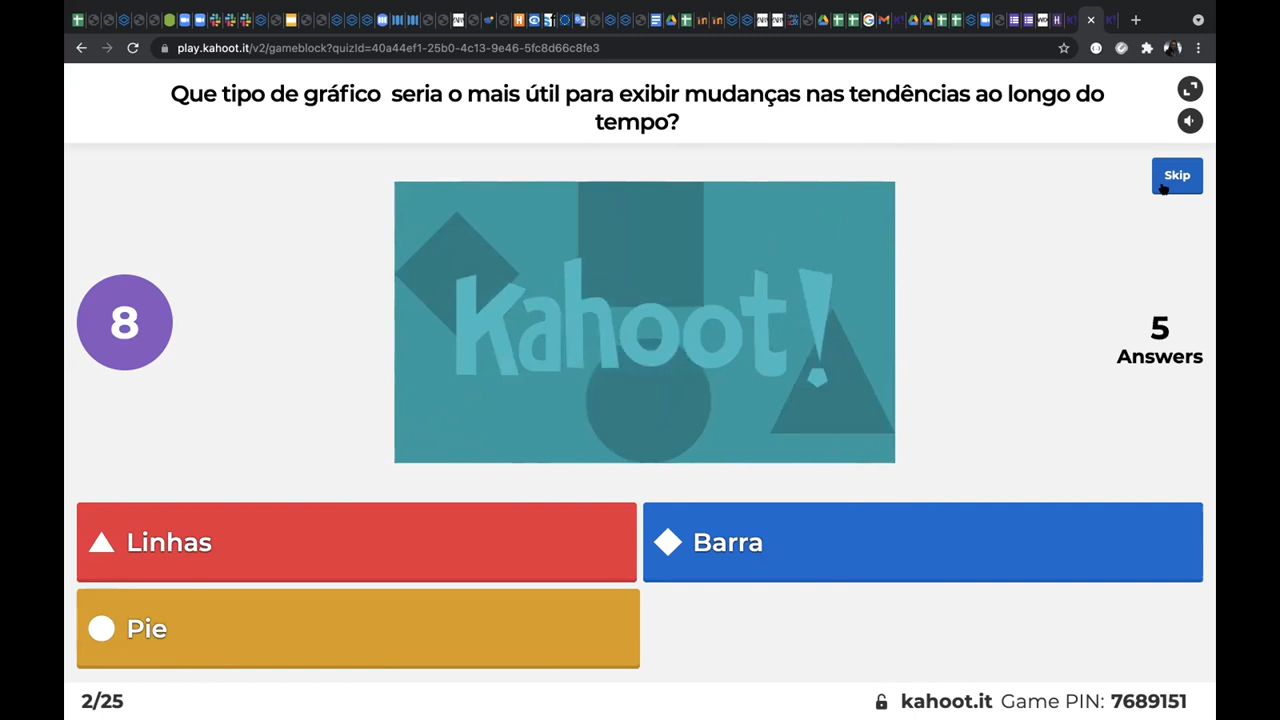 play.kahoot.it/v2/gameblock?quizId=40a44ef1-25b0-4c13-9e46-5fc8d66c8fe3
Que tipo de gráfico  seria o mais útil para exibir mudanças nas tendências ao longo do
tempo?
Skip
Kahoot!
8
5
Answers
Linhas
Barra
Pie
2/25
kahoot.it Game PIN: 7689151